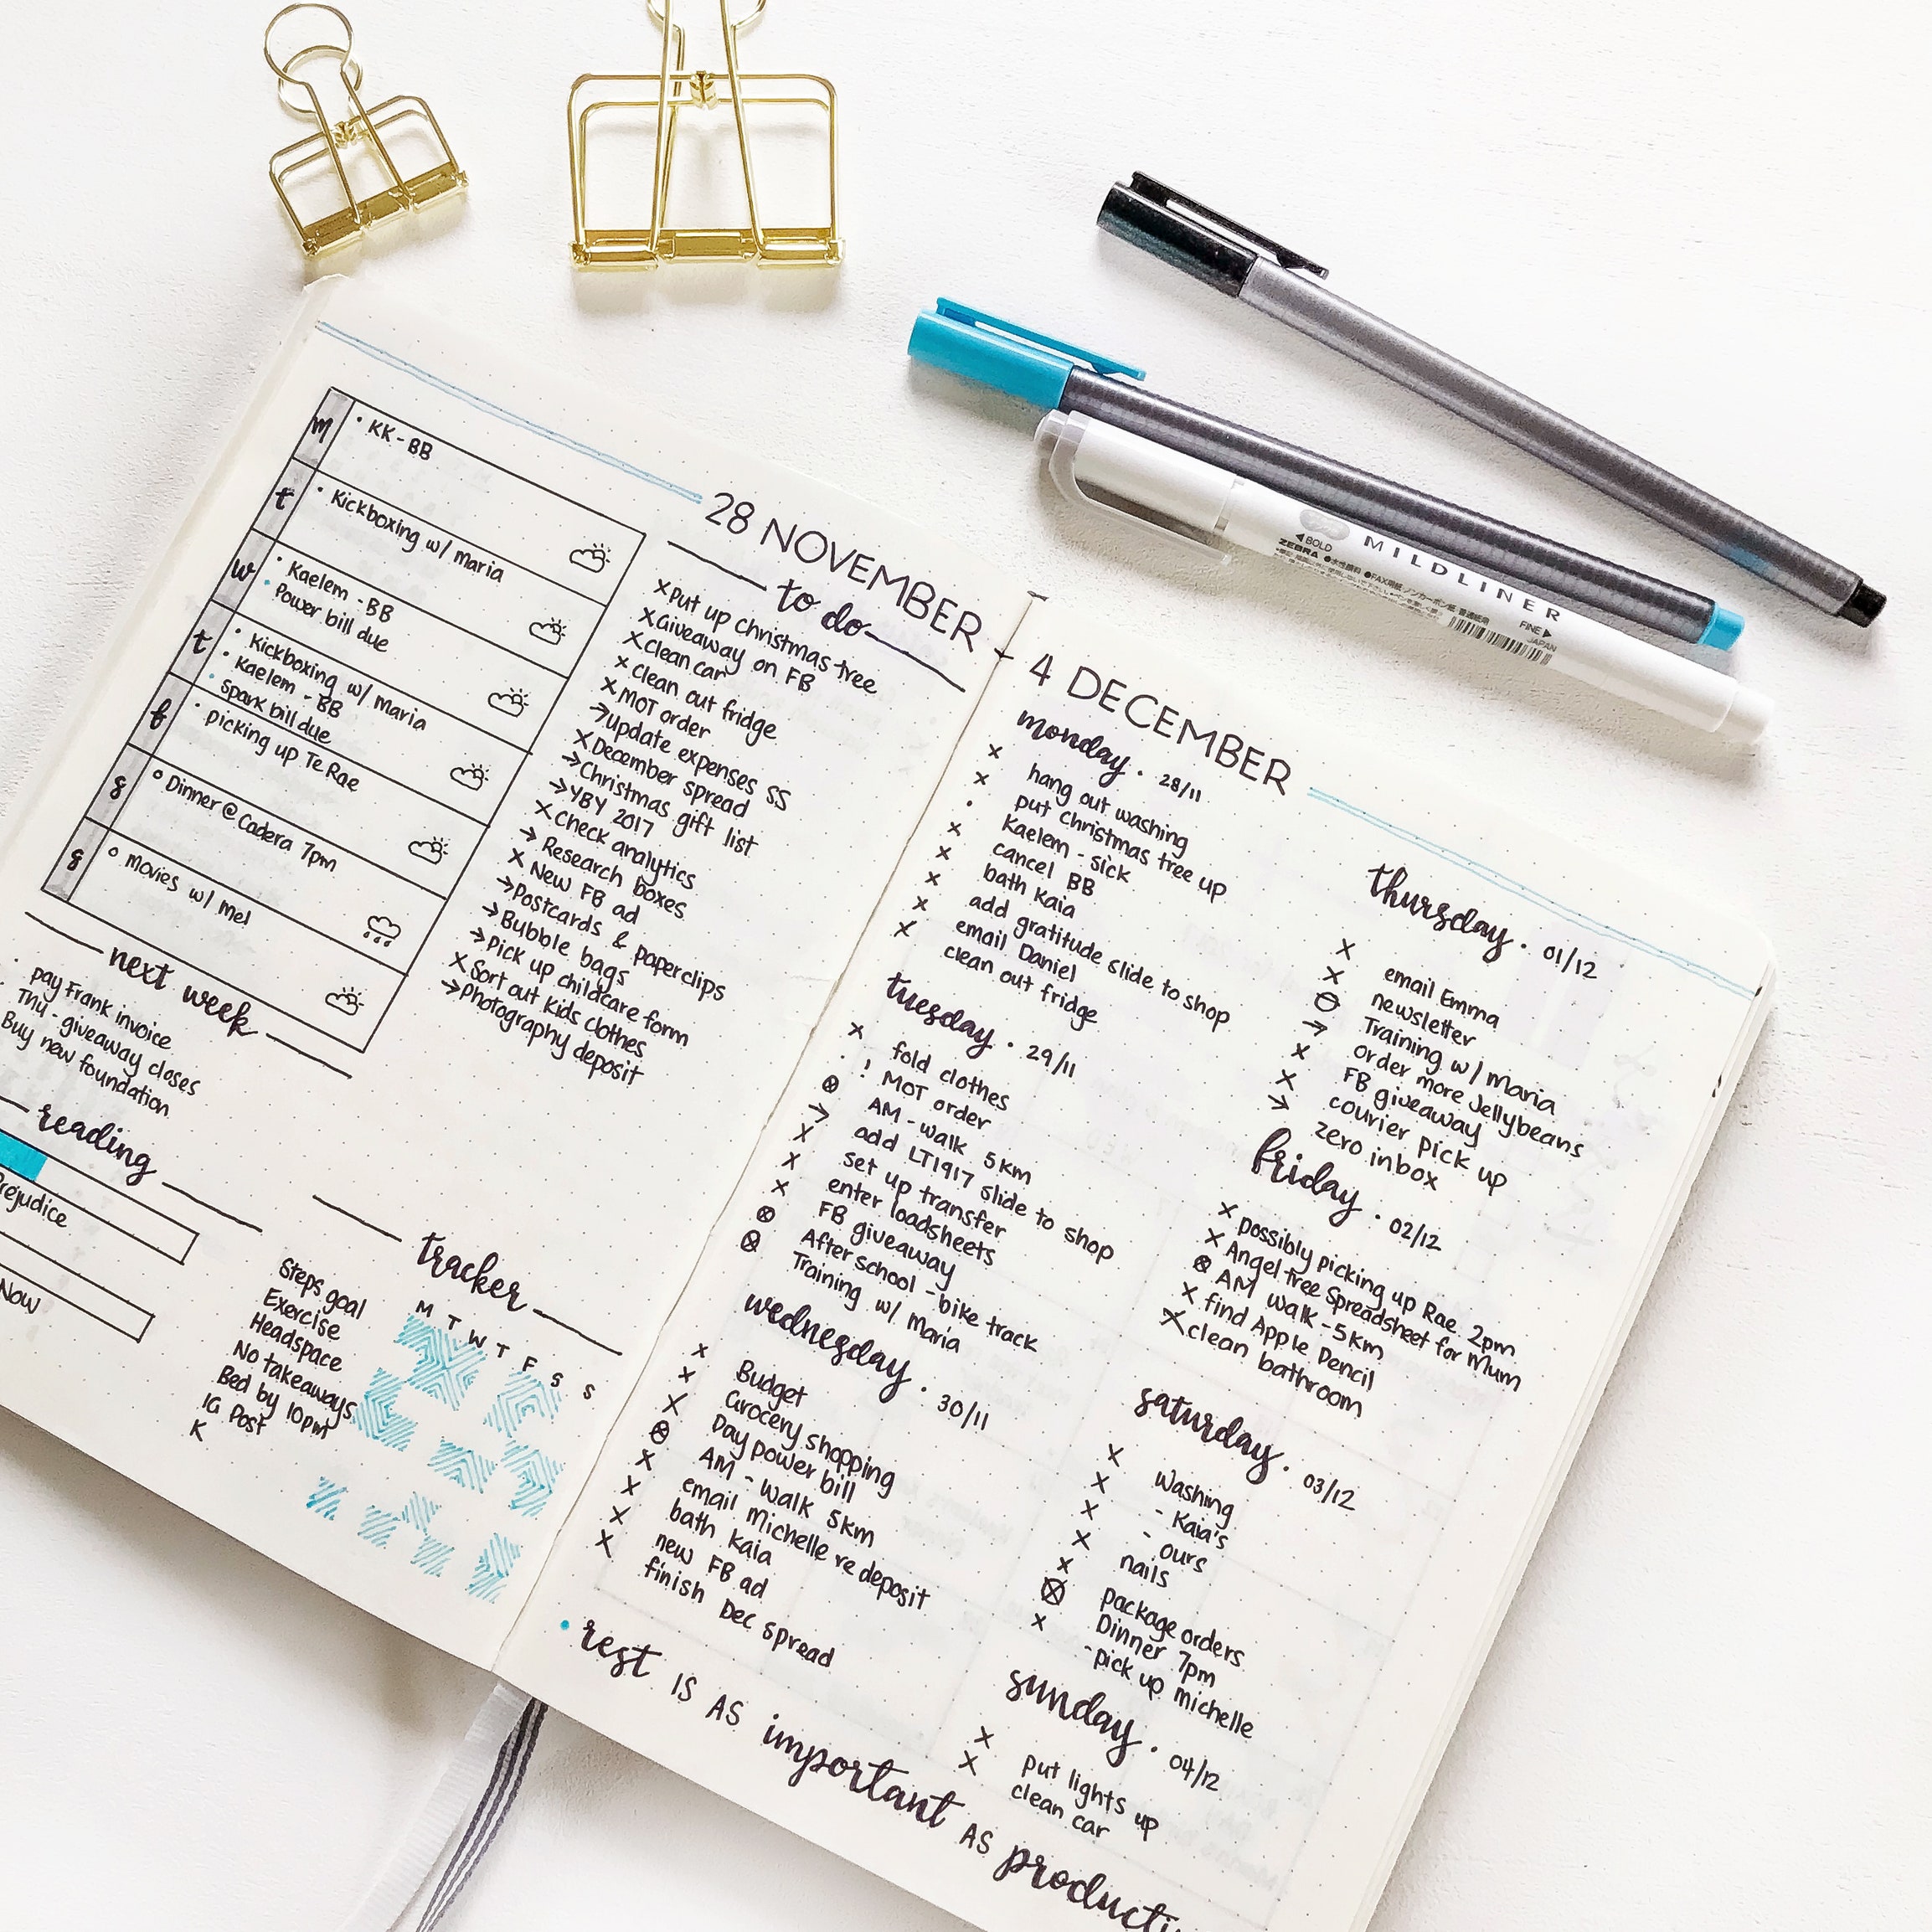 28 NOVEMBER -
m
• KK - BB
t
• Kickboxing w/ Maria
w
• Kaelem - BB
• Power bill due
t
• Kickboxing w/ Maria
• Kaelem - BB
• Spark bill due
f
• picking up Te Rae
s
o Dinner @ Cadera 7pm
s
o movies w/ Mel
next week
• pay Frank invoice
• Thu - giveaway closes
Buy new foundation
reading
Prejudice
NOW
to do
x Put up christmas tree
x Giveaway on FB
x Clean car
x Clean out fridge
x MOT order
→ update expenses SS
x December spread
→ Christmas gift list
→ YBY 2017
x Check analytics
→ Research boxes
x New FB ad
→ Postcards & paperclips
→ Bubble bags
→ Pick up childcare form
x Sort out kids clothes
→ Photography deposit
tracker
M T W T F S S
Steps goal
Exercise
Headspace
No takeaways
Bed by 10pm
IG Post
K
4 DECEMBER
monday • 28/11
x hang out washing
x put christmas tree up
• Kaelem - sick
x cancel BB
x bath Kaia
x add gratitude slide to shop
x email Daniel
x clean out fridge
tuesday • 29/11
x fold clothes
• ! MOT order
⊗ AM - walk 5km
→ add LT1917 slide to shop
x set up transfer
x enter loadsheets
x FB giveaway
⊗ After school - bike track
⊗ Training w/ Maria
wednesday • 30/11
x Budget
x Grocery shopping
x Pay power bill
⊗ AM - walk 5km
x email Michelle re deposit
x bath Kaia
x new FB ad
x finish Dec spread
thursday • 01/12
x email Emma
x newsletter
⊖ Training w/ Maria
→ order more Jellybeans
x FB giveaway
x courier pick up
→ zero inbox
friday • 02/12
x possibly picking up Rae 2pm
x Angel tree Spreadsheet for Mum
⊗ AM walk - 5km
x find Apple Pencil
x clean bathroom
saturday • 03/12
x Washing
x - Kaia's
x - ours
x nails
x package orders
⊗ Dinner 7pm
x - pick up michelle
sunday • 04/12
x put lights up
x clean car
• rest IS AS important AS producti
◀ BOLD
ZEBRA
MILDLINER
FINE ▶
JAPAN